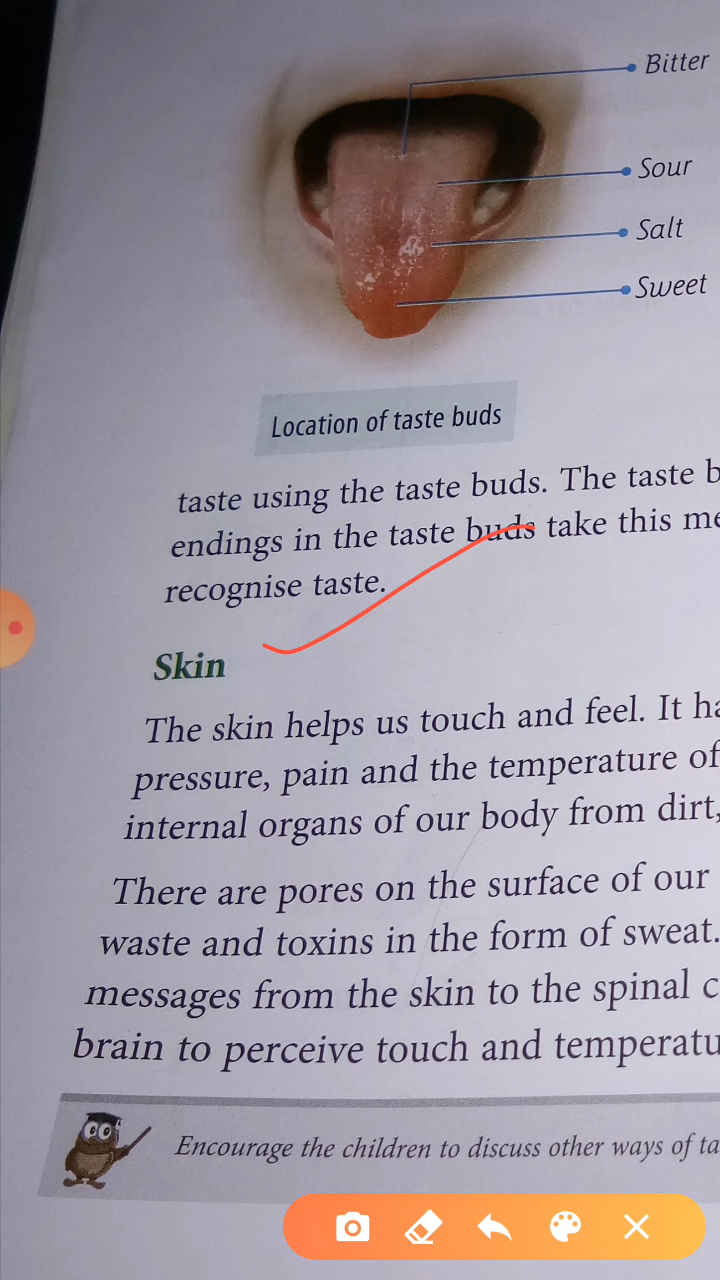 Bitter
Sour
Salt
Sweet
Location of taste buds
taste using the taste buds. The taste
endings in the taste buds take this
recognise taste.
Skin
The skin helps us touch and feel. It
pressure, pain and the temperature of
internal organs of our body from dirt,
There are pores on the surface of our
waste and toxins in the form of sweat.
messages from the skin to the spinal
brain to perceive touch and
Encourage the children to discuss other ways of